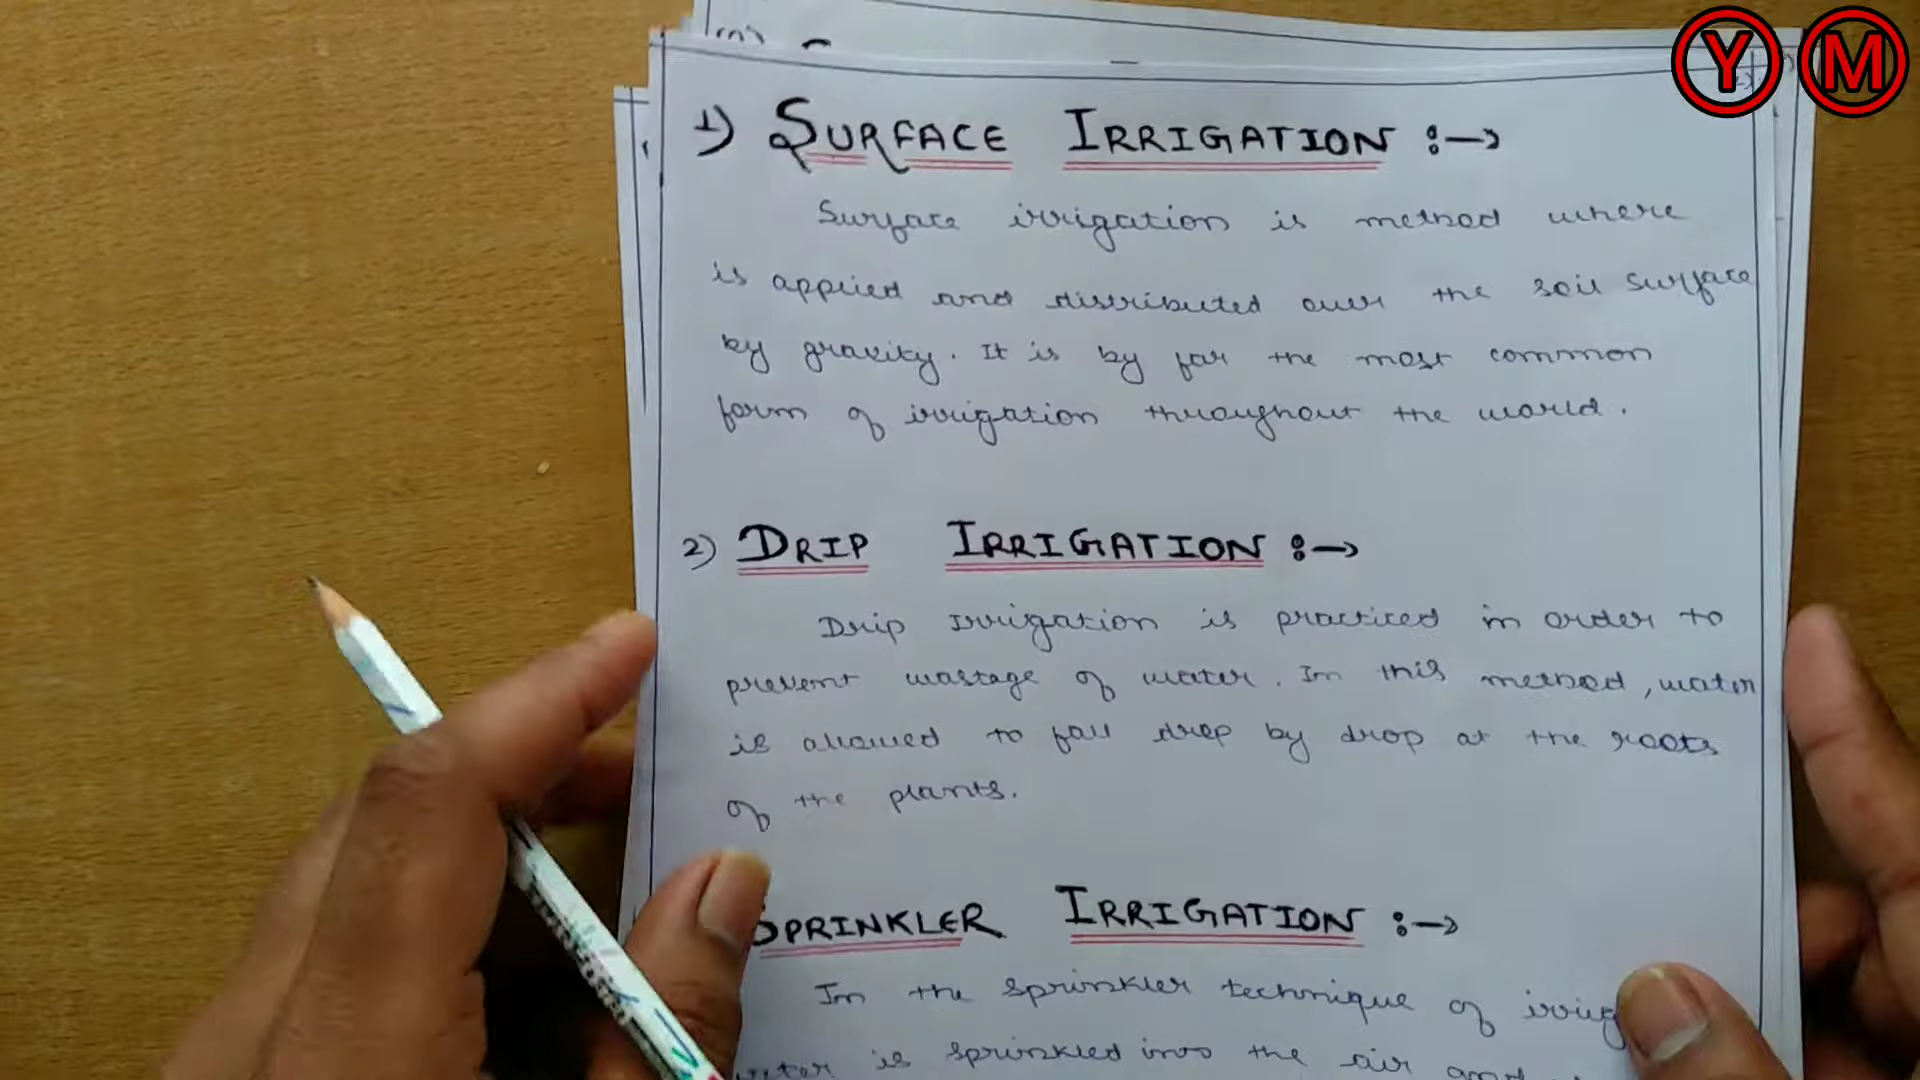 Y M
1) SURFACE IRRIGATION :→
Surface irrigation is method where
is applied and distributed over the soil surface
by gravity. It is by far the most common
form of irrigation throughout the world.
2) DRIP IRRIGATION :→
Drip Irrigation is practiced in order to
prevent wastage of water. In this method, water
is allowed to fall drop by drop at the roots
of the plants.
SPRINKLER IRRIGATION :→
In the sprinkler technique of
is sprinkled into the air and